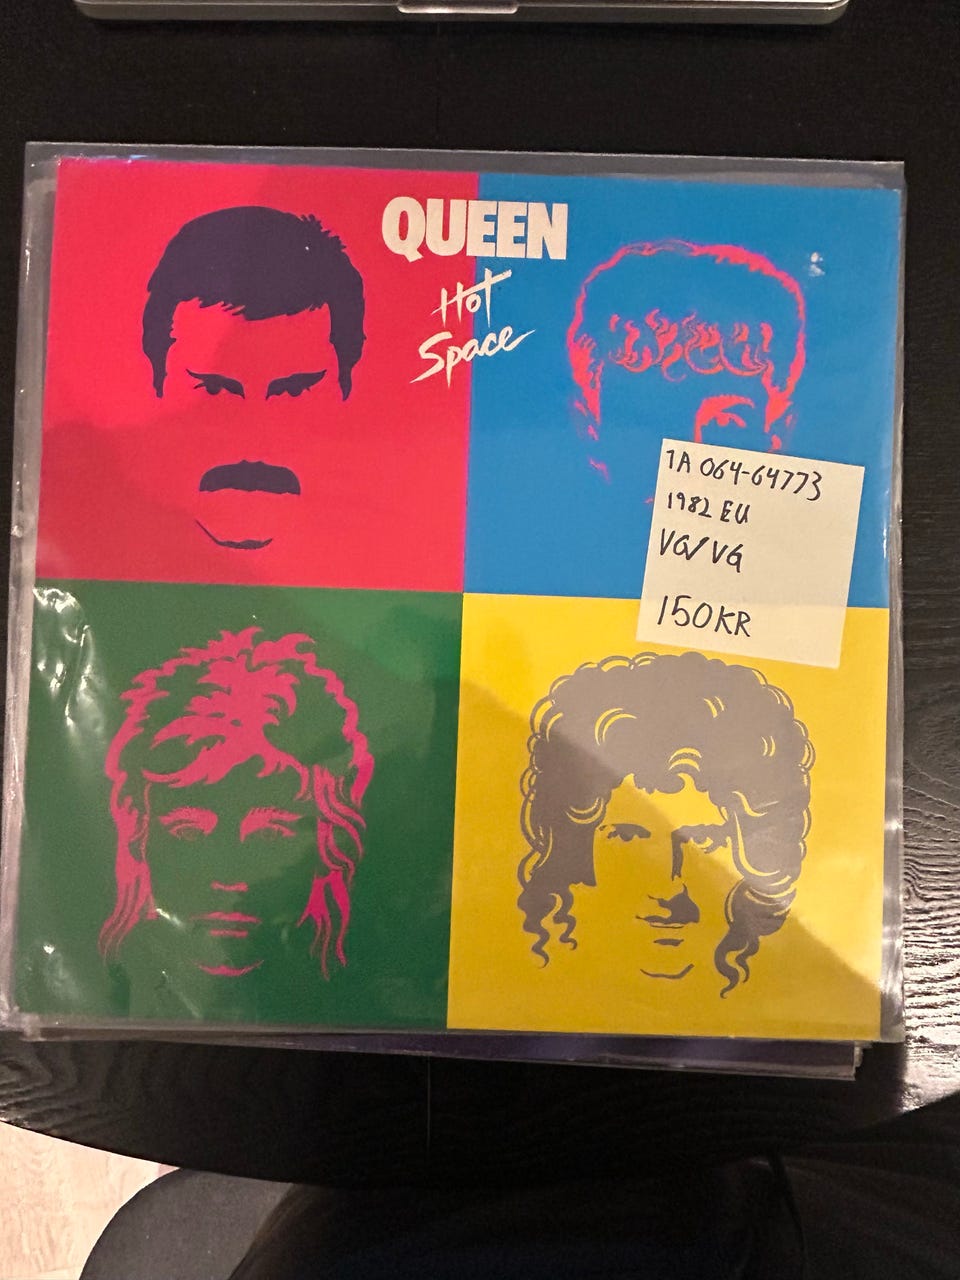 QUEEN
Hot
Space
1A 064-64773
1982 EU
VG/VG
150KR